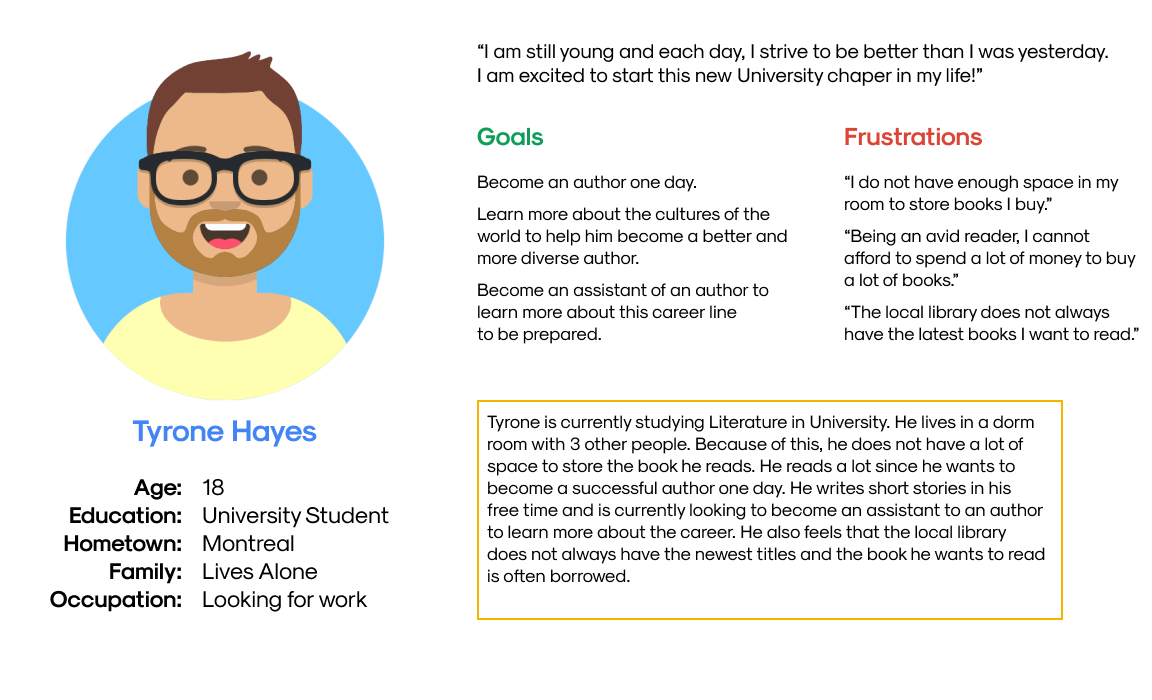 “I am still young and each day, I strive to be better than I was yesterday.
I am excited to start this new University chaper in my life!”
Goals
Become an author one day.
Learn more about the cultures of the
world to help him become a better and
more diverse author.
Become an assistant of an author to
learn more about this career line
to be prepared.
Frustrations
“I do not have enough space in my
room to store books I buy.”
“Being an avid reader, I cannot
afford to spend a lot of money to buy
a lot of books.”
“The local library does not always
have the latest books I want to read.”
Tyrone Hayes
Age: 18
Education: University Student
Hometown: Montreal
Family: Lives Alone
Occupation: Looking for work
Tyrone is currently studying Literature in University. He lives in a dorm
room with 3 other people. Because of this, he does not have a lot of
space to store the book he reads. He reads a lot since he wants to
become a successful author one day. He writes short stories in his
free time and is currently looking to become an assistant to an author
to learn more about the career. He also feels that the local library
does not always have the newest titles and the book he wants to read
is often borrowed.